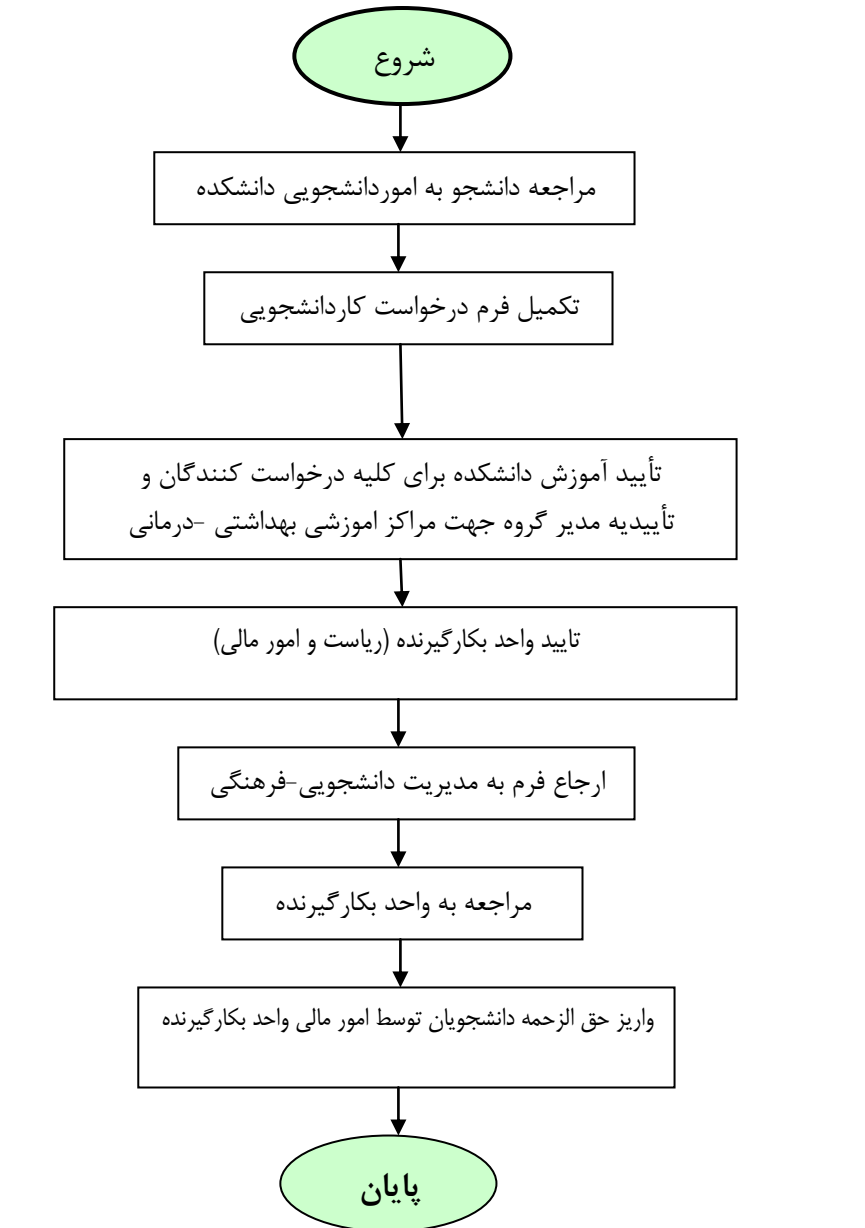 شروع
مراجعه دانشجو به اموردانشجویی دانشکده
تکمیل فرم درخواست کاردانشجویی
تأیید آموزش دانشکده برای کلیه درخواست کنندگان و
تأییدیه مدیر گروه جهت مراکز اموزشی بهداشتی -درمانی
تایید واحد بکارگیرنده (ریاست و امور مالی)
ارجاع فرم به مدیریت دانشجویی-فرهنگی
مراجعه به واحد بکارگیرنده
واریز حق الزحمه دانشجویان توسط امور مالی واحد بکارگیرنده
پایان